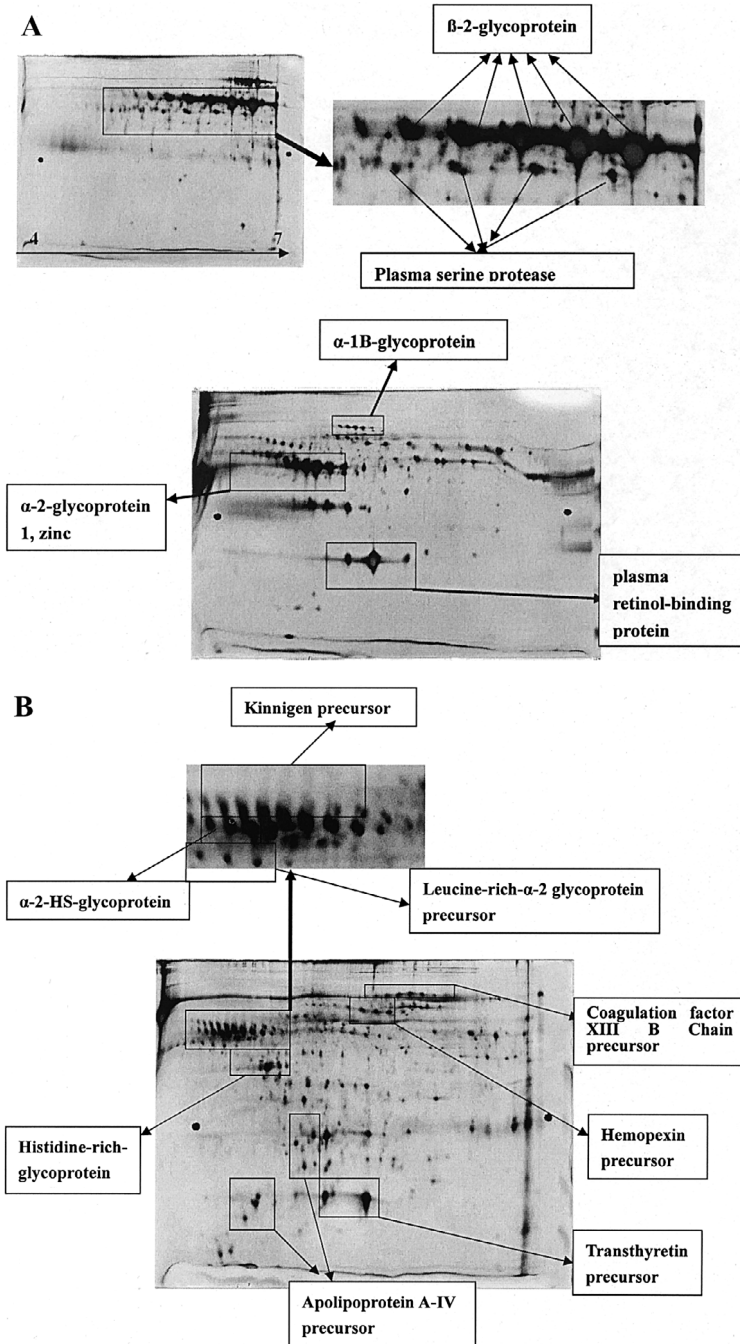 A
ß-2-glycoprotein
4
7
Plasma serine protease
α-1B-glycoprotein
α-2-glycoprotein
1, zinc
plasma
retinol-binding
protein
B
Kinnigen precursor
α-2-HS-glycoprotein
Leucine-rich-α-2 glycoprotein
precursor
Coagulation factor
XIII B Chain
precursor
Histidine-rich-
glycoprotein
Hemopexin
precursor
Transthyretin
precursor
Apolipoprotein A-IV
precursor